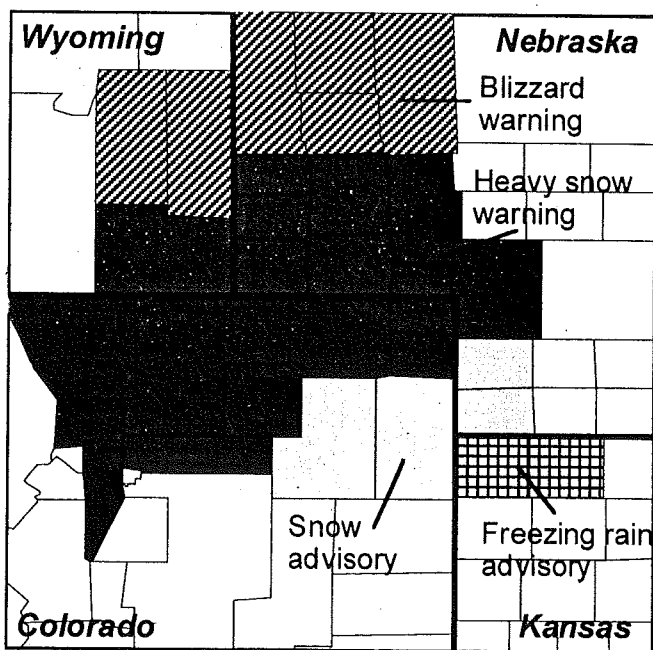 Wyoming
Nebraska
Blizzard
warning
Heavy snow
warning
Snow
advisory
Freezing rain
advisory
Colorado
Kansas